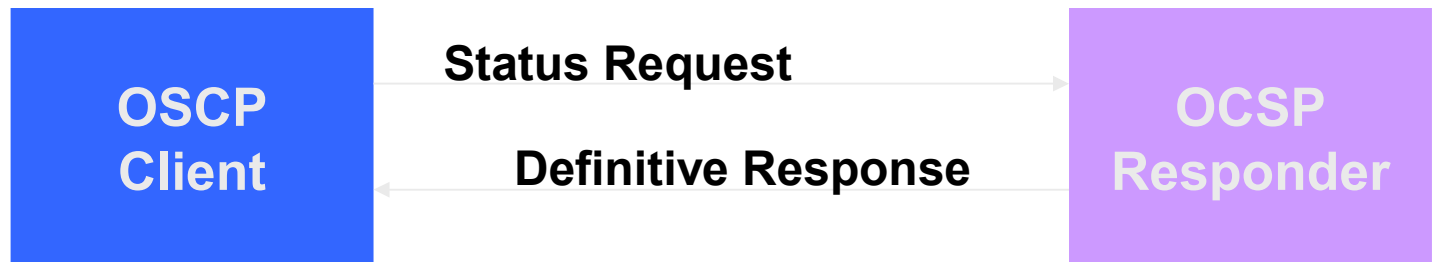 OSCP
Client
Status Request
Definitive Response
OCSP
Responder